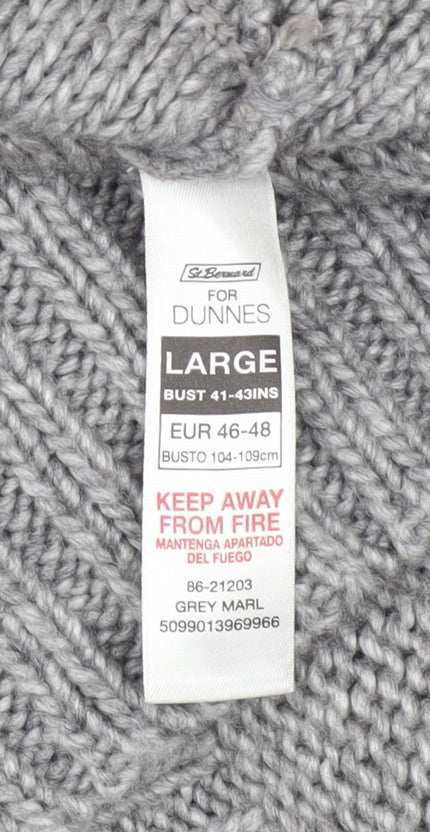 St. Bernard
FOR
DUNNES
LARGE
BUST 41-43INS
EUR 46-48
BUSTO 104-109cm
KEEP AWAY
FROM FIRE
MANTENGA APARTADO
DEL FUEGO
86-21203
GREY MARL
5099013969966